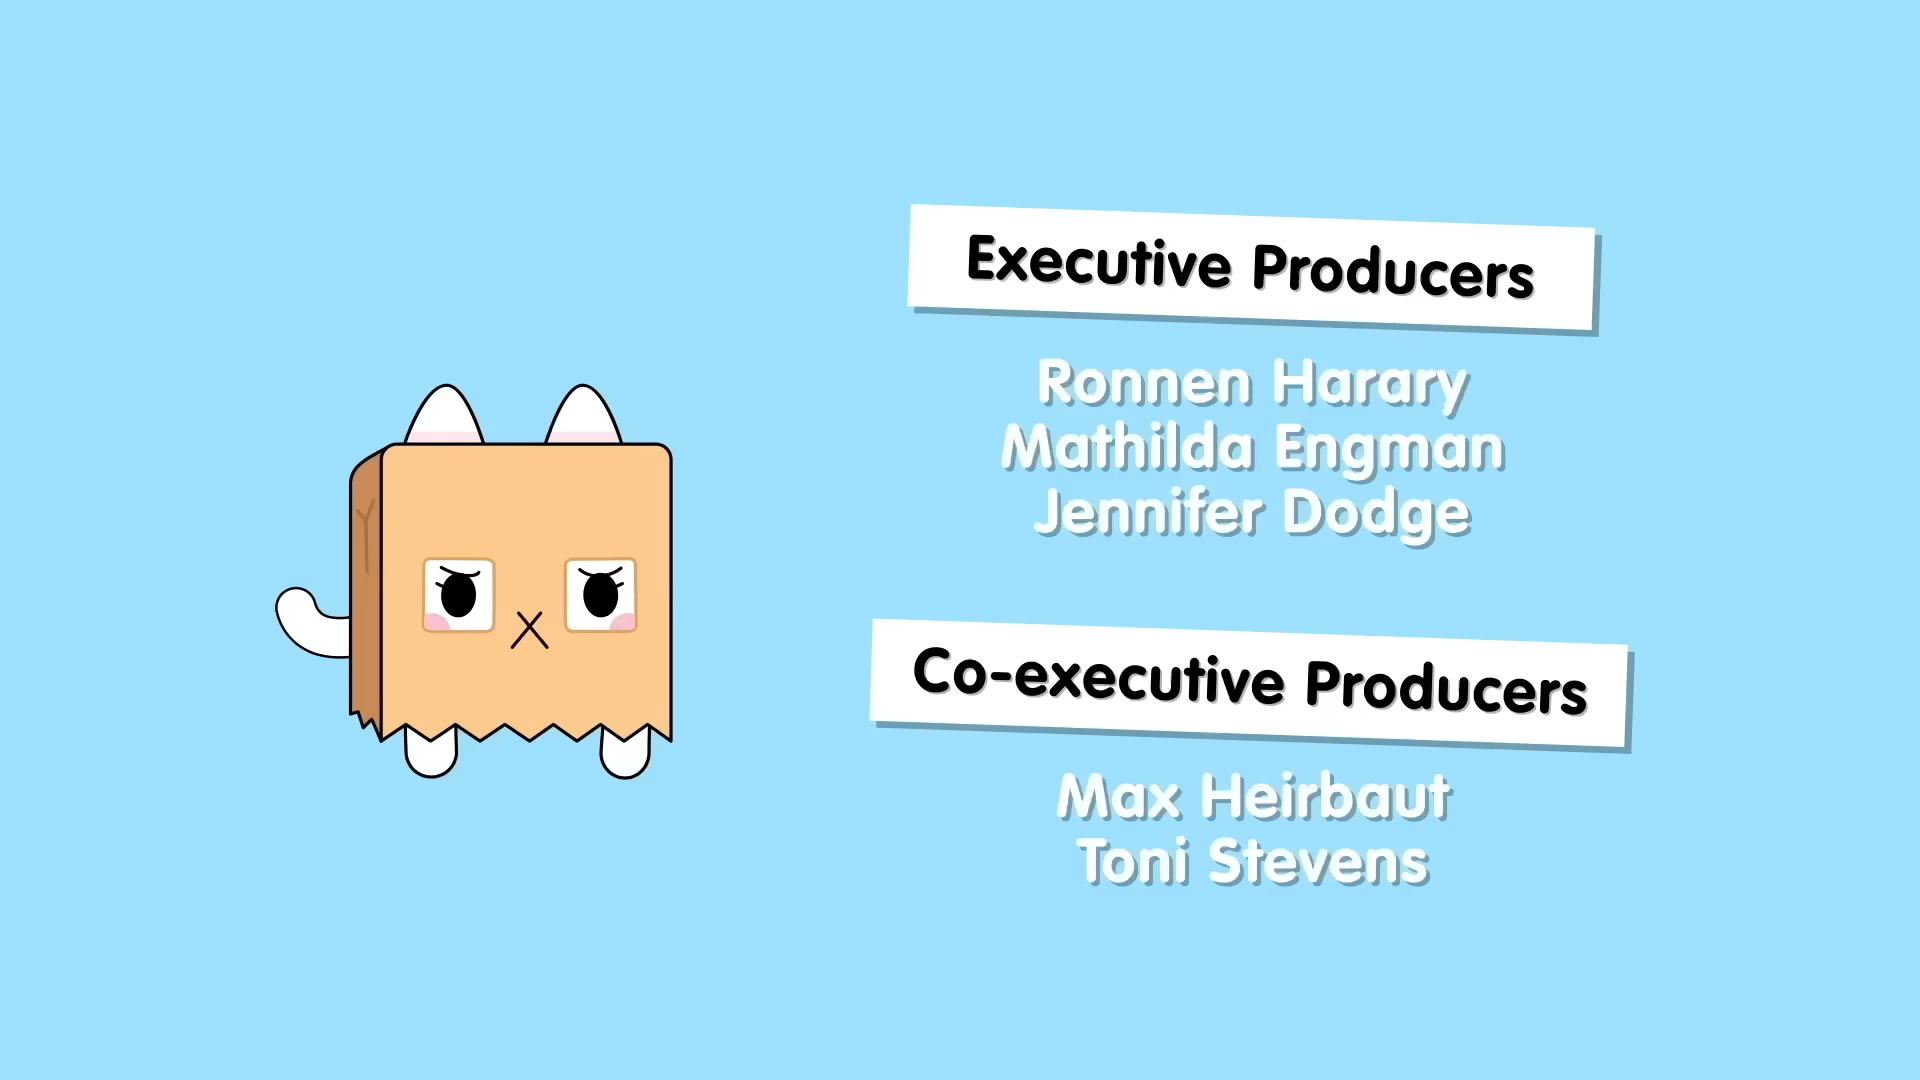 Executive Producers
Ronnen Harary
Mathilda Engman
Jennifer Dodge
Co-executive Producers
Max Heirbaut
Toni Stevens